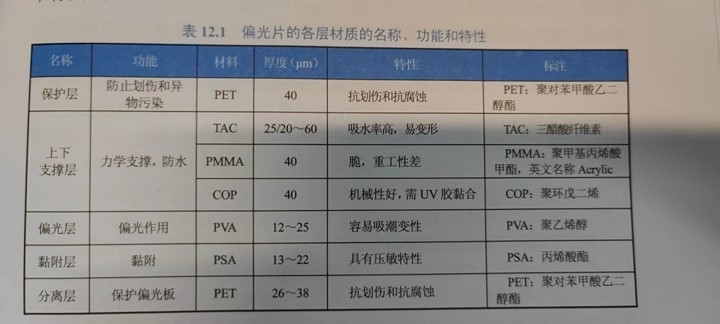 表 12.1 偏光片的各层材质的名称、功能和特性
名称 功能 材料 厚度(μm) 特性 标注
保护层 防止划伤和异物污染 PET 40 抗划伤和抗腐蚀 PET：聚对苯甲酸乙二醇酯
上下支撑层 力学支撑，防水 TAC 25/20～60 吸水率高，易变形 TAC：三醋酸纤维素
PMMA 40 脆，重工性差 PMMA：聚甲基丙烯酸甲酯，英文名称 Acrylic
COP 40 机械性好，需 UV 胶黏合 COP：聚环戊二烯
偏光层 偏光作用 PVA 12～25 容易吸潮变性 PVA：聚乙烯醇
黏附层 黏附 PSA 13～22 具有压敏特性 PSA：丙烯酸酯
分离层 保护偏光板 PET 26～38 抗划伤和抗腐蚀 PET：聚对苯甲酸乙二醇酯